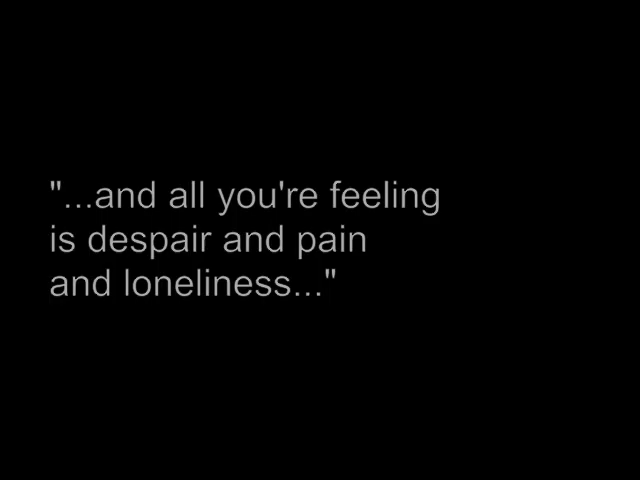 "...and all you're feeling
is despair and pain
and loneliness..."